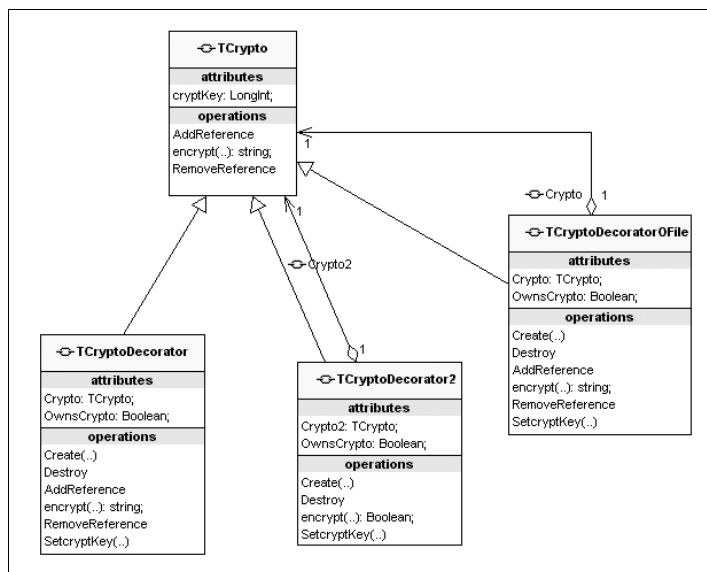 TCrypto
attributes
cryptKey: LongInt;
operations
AddReference
encrypt(..): string;
RemoveReference
1
1
Crypto
1
Crypto2
1
TCryptoDecoratorOFile
attributes
Crypto: TCrypto;
OwnsCrypto: Boolean;
operations
Create(..)
Destroy
AddReference
encrypt(..): string;
RemoveReference
SetcryptKey(..)
TCryptoDecorator
attributes
Crypto: TCrypto;
OwnsCrypto: Boolean;
operations
Create(..)
Destroy
AddReference
encrypt(..): string;
RemoveReference
SetcryptKey(..)
TCryptoDecorator2
attributes
Crypto2: TCrypto;
OwnsCrypto: Boolean;
operations
Create(..)
Destroy
encrypt(..): Boolean;
SetcryptKey(..)